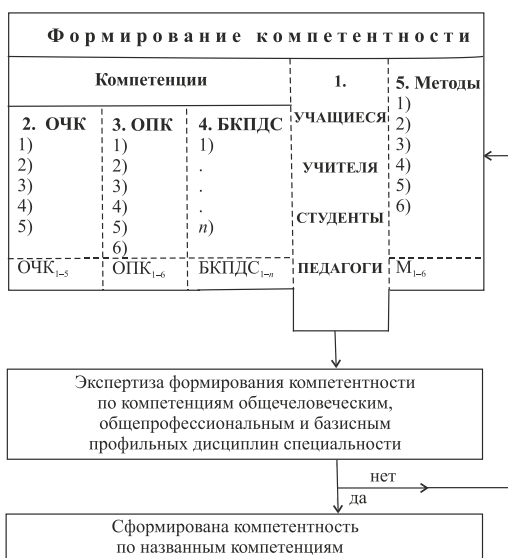 Формирование компетентности
Компетенции
1.
5. Методы
2. ОЧК
3. ОПК
4. БКПДС
1)
2)
3)
4)
5)
1)
2)
3)
4)
5)
6)
1)
.
.
.
n)
УЧАЩИЕСЯ
УЧИТЕЛЯ
СТУДЕНТЫ
ПЕДАГОГИ
1)
2)
3)
4)
5)
6)
ОЧК1–5
ОПК1–6
БКПДС1–n
М1–6
Экспертиза формирования компетентности
по компетенциям общечеловеческим,
общепрофессиональным и базисным
профильных дисциплин специальности
нет
да
Сформирована компетентность
по названным компетенциям